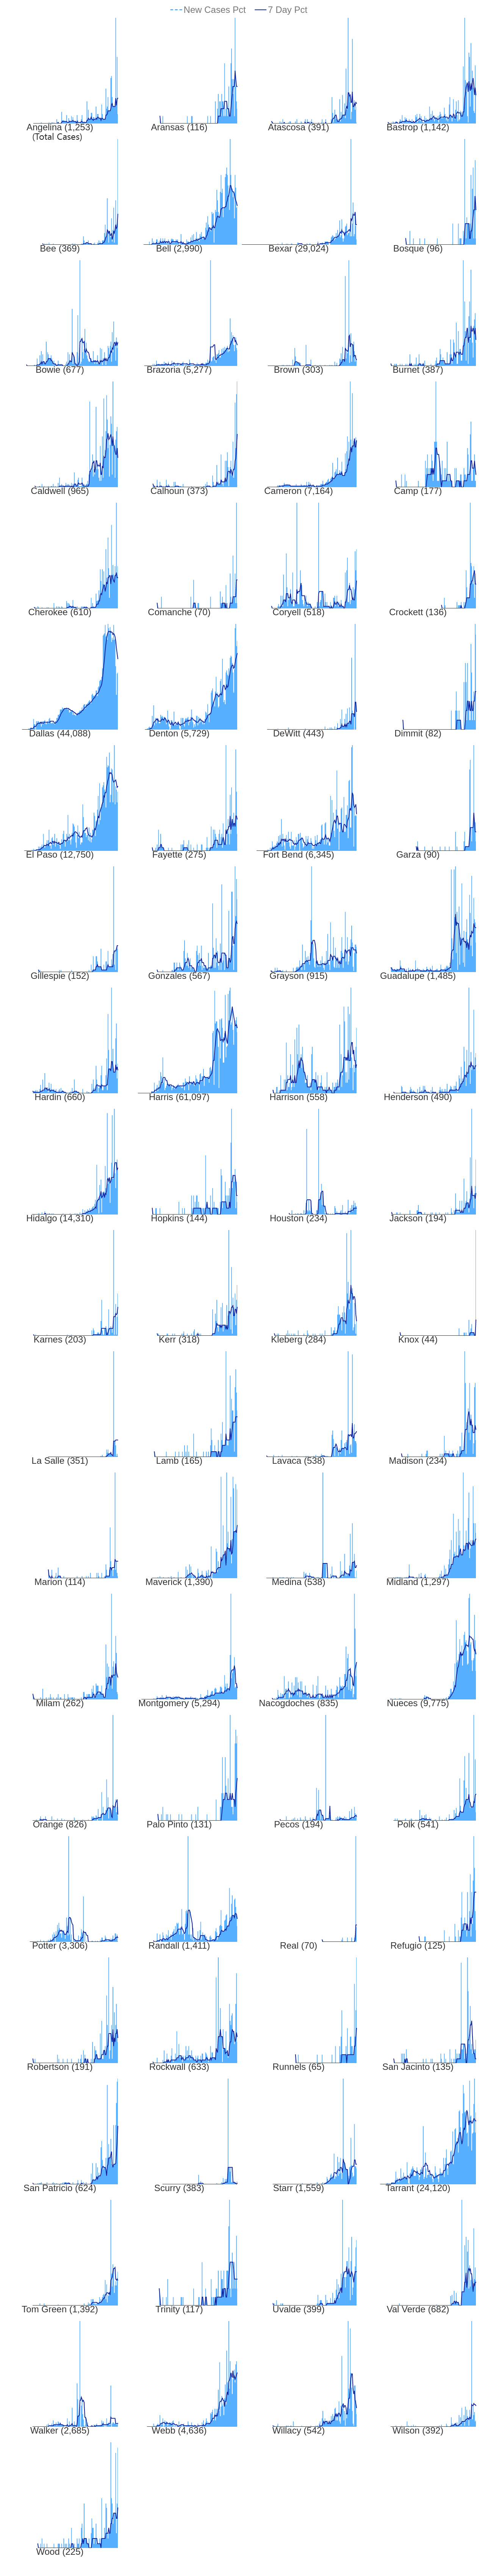 New Cases Pct 7 Day Pct
Angelina (1,253) Aransas (116) Atascosa (391) Bastrop (1,142)
(Total Cases)
Bee (369) Bell (2,990) Bexar (29,024) Bosque (96)
Bowie (677) Brazoria (5,277) Brown (303) Burnet (387)
Caldwell (965) Calhoun (373) Cameron (7,164) Camp (177)
Cherokee (610) Comanche (70) Coryell (518) Crockett (136)
Dallas (44,088) Denton (5,729) DeWitt (443) Dimmit (82)
El Paso (12,750) Fayette (275) Fort Bend (6,345) Garza (90)
Gillespie (152) Gonzales (567) Grayson (915) Guadalupe (1,485)
Hardin (660) Harris (61,097) Harrison (558) Henderson (490)
Hidalgo (14,310) Hopkins (144) Houston (234) Jackson (194)
Karnes (203) Kerr (318) Kleberg (284) Knox (44)
La Salle (351) Lamb (165) Lavaca (538) Madison (234)
Marion (114) Maverick (1,390) Medina (538) Midland (1,297)
Milam (262) Montgomery (5,294) Nacogdoches (835) Nueces (9,775)
Orange (826) Palo Pinto (131) Pecos (194) Polk (541)
Potter (3,306) Randall (1,411) Real (70) Refugio (125)
Robertson (191) Rockwall (633) Runnels (65) San Jacinto (135)
San Patricio (624) Scurry (383) Starr (1,559) Tarrant (24,120)
Tom Green (1,392) Trinity (117) Uvalde (399) Val Verde (682)
Walker (2,685) Webb (4,636) Willacy (542) Wilson (392)
Wood (225)